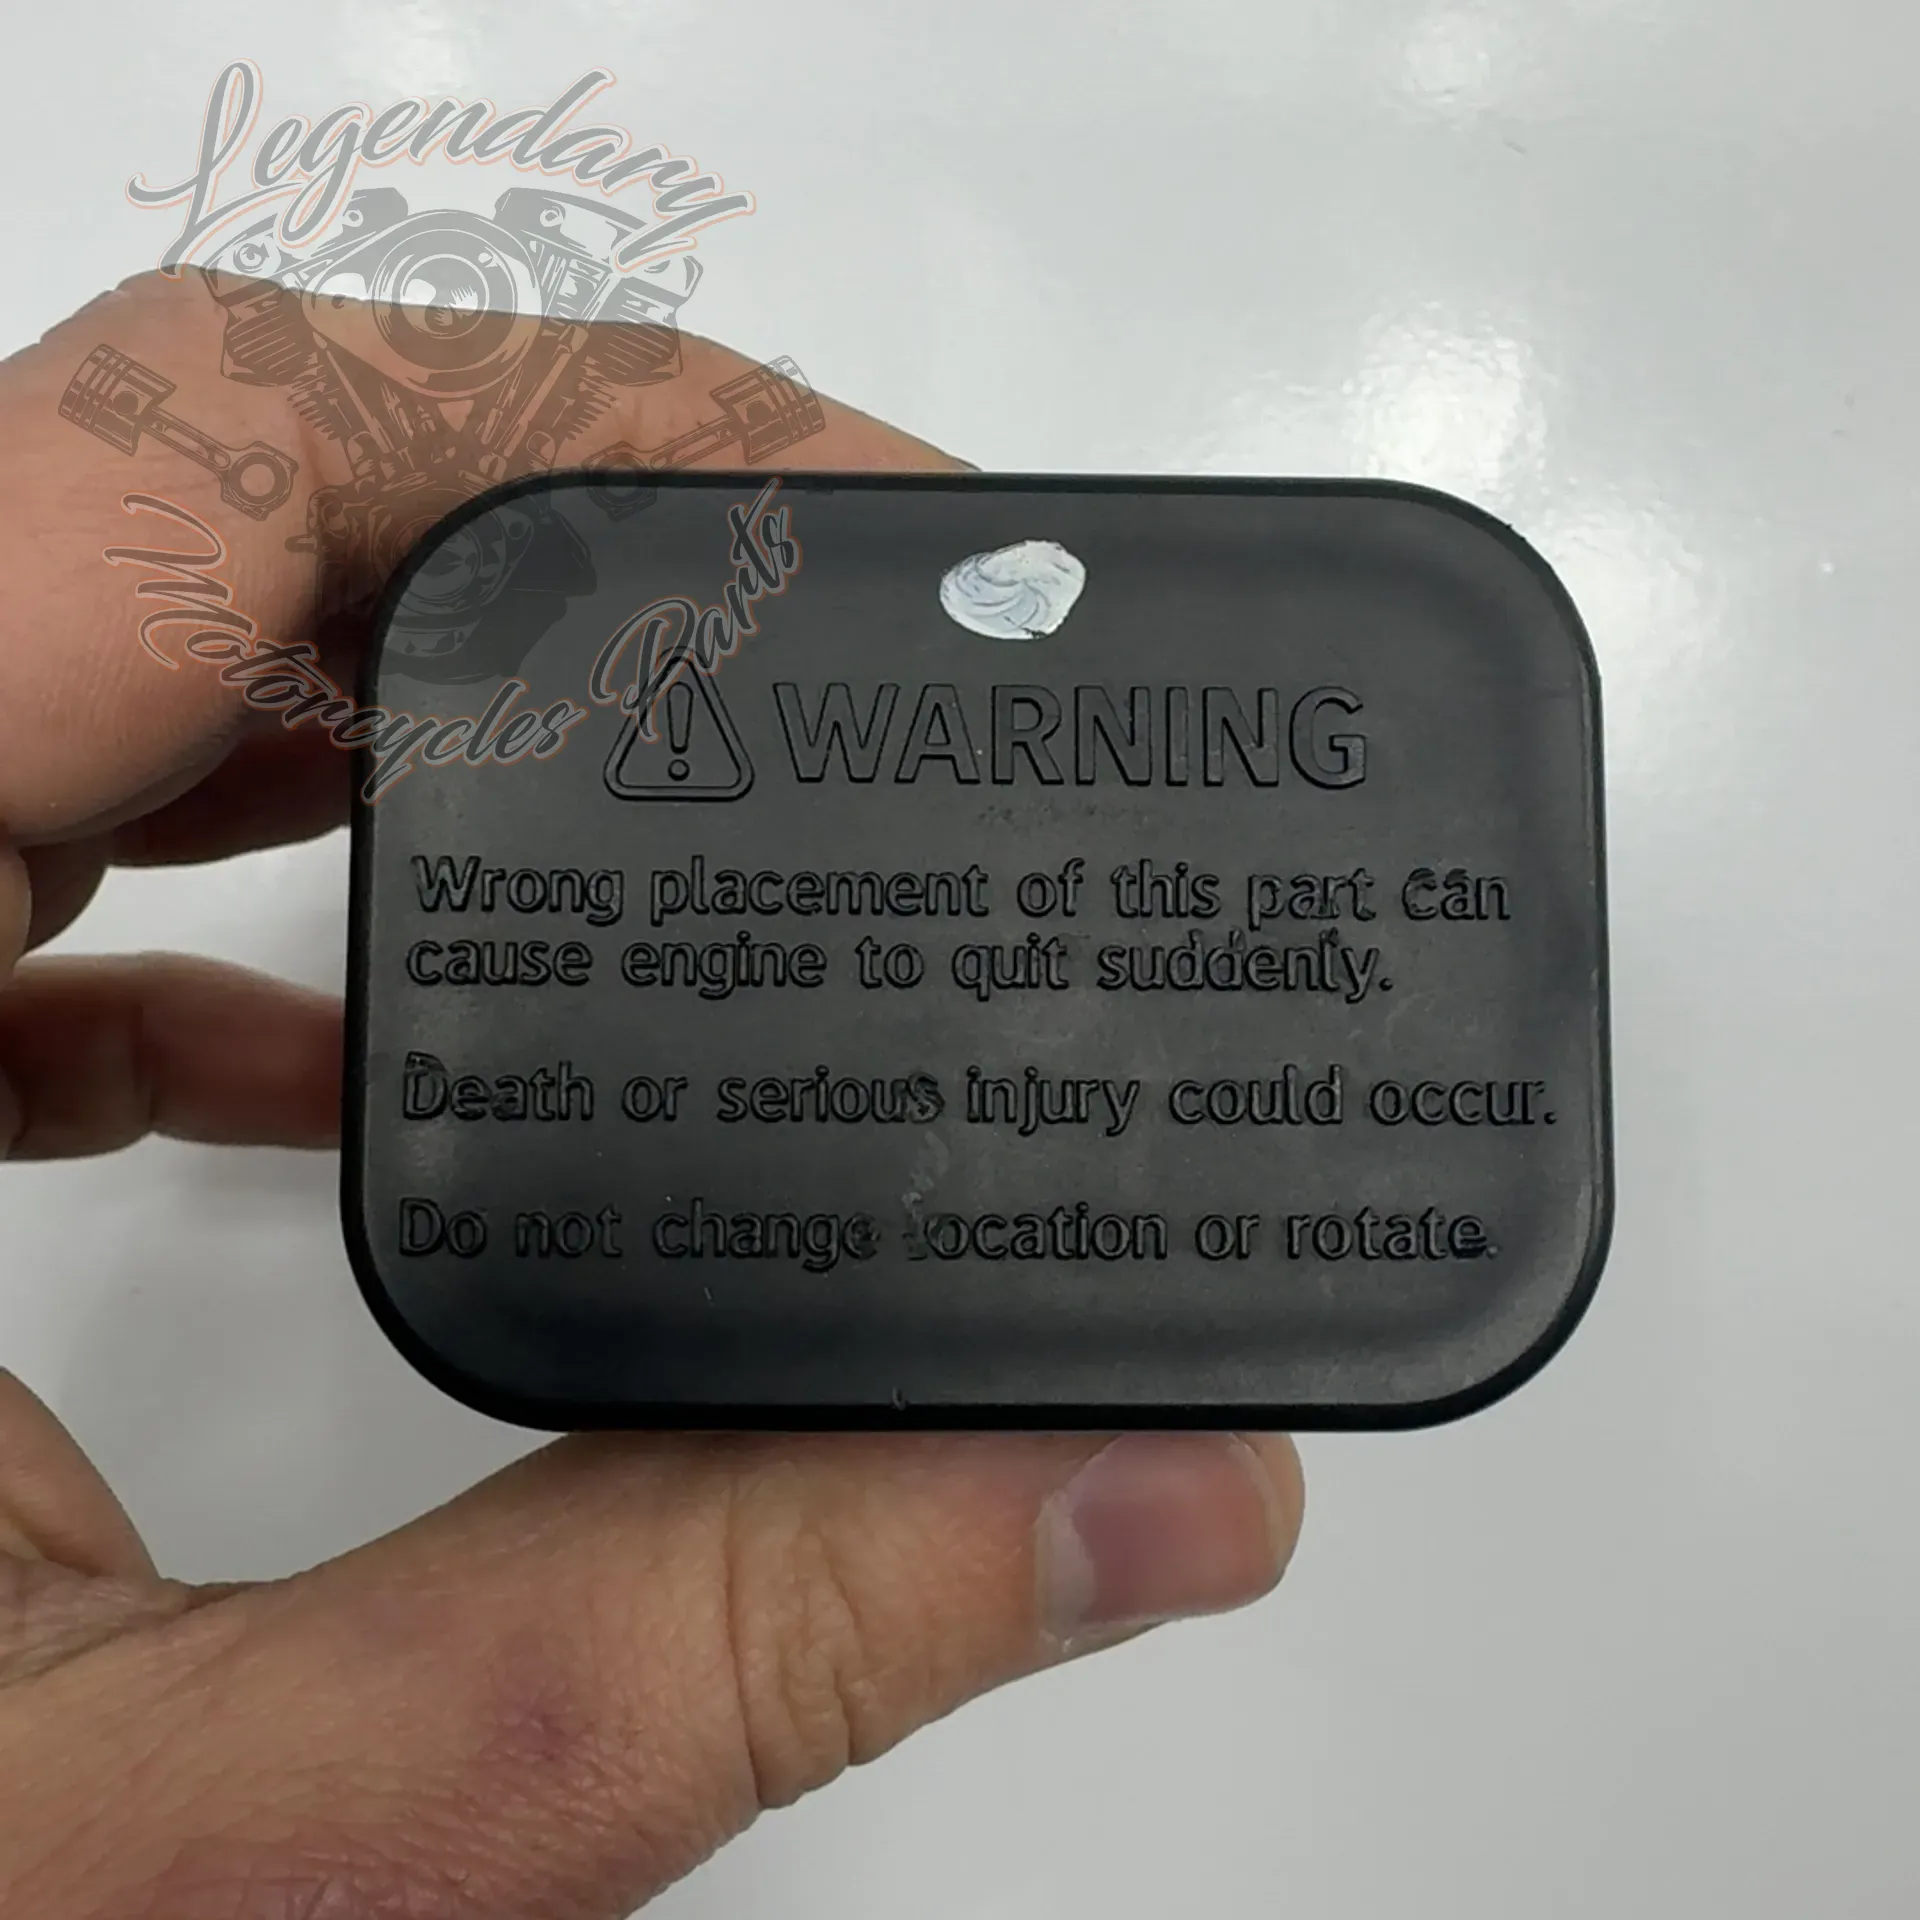 Legendary
Motorcycles Parts
WARNING
Wrong placement of this part can
cause engine to quit suddenly.
Death or serious injury could occur.
Do not change location or rotate.